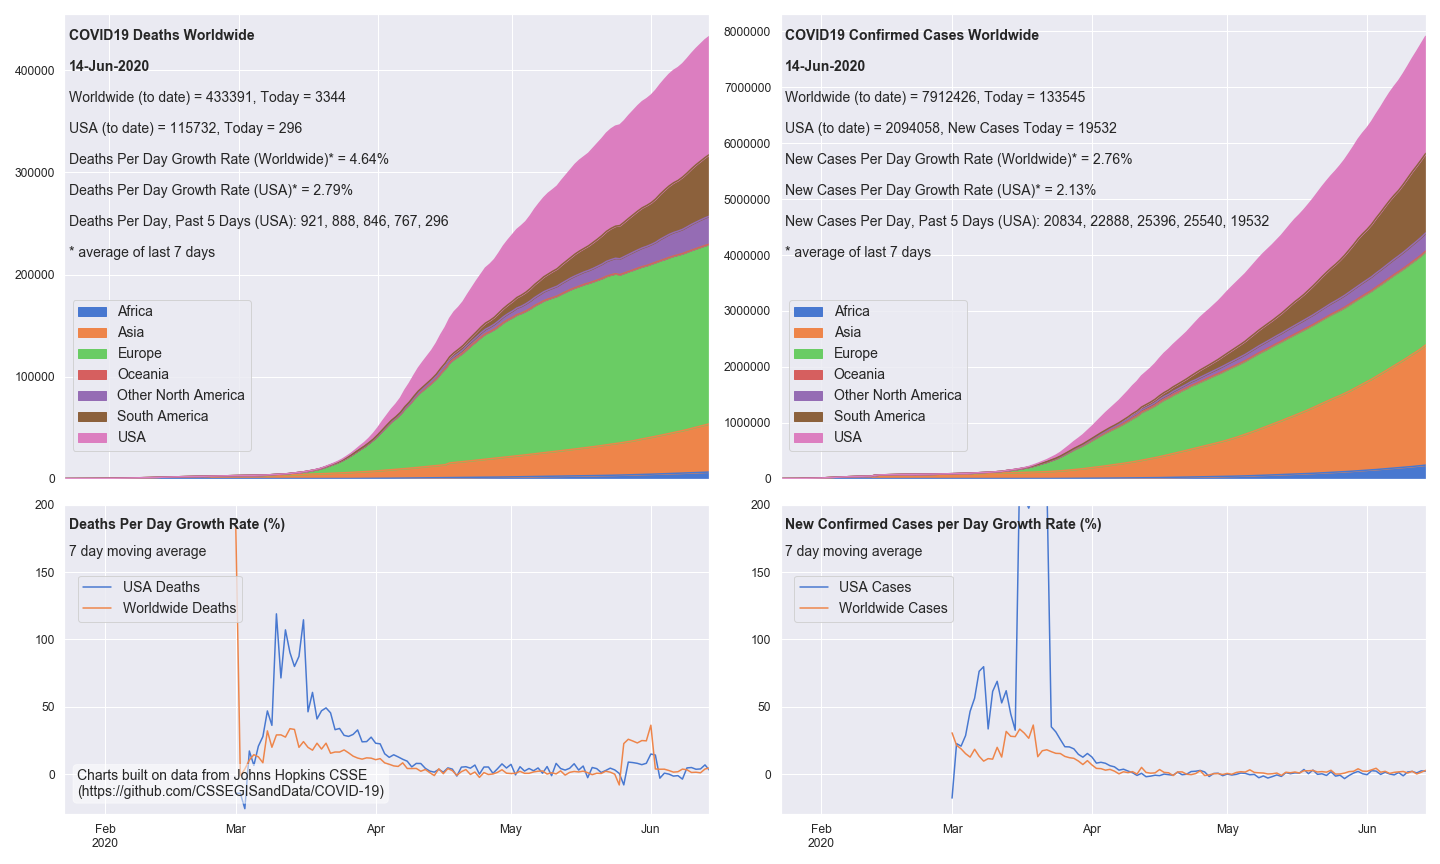 COVID19 Deaths Worldwide
14-Jun-2020
Worldwide (to date) = 433391, Today = 3344
USA (to date) = 115732, Today = 296
Deaths Per Day Growth Rate (Worldwide)* = 4.64%
Deaths Per Day Growth Rate (USA)* = 2.79%
Deaths Per Day, Past 5 Days (USA): 921, 888, 846, 767, 296
* average of last 7 days
400000
300000
200000
100000
0
Africa
Asia
Europe
Oceania
Other North America
South America
USA
COVID19 Confirmed Cases Worldwide
14-Jun-2020
Worldwide (to date) = 7912426, Today = 133545
USA (to date) = 2094058, New Cases Today = 19532
New Cases Per Day Growth Rate (Worldwide)* = 2.76%
New Cases Per Day Growth Rate (USA)* = 2.13%
New Cases Per Day, Past 5 Days (USA): 20834, 22888, 25396, 25540, 19532
* average of last 7 days
8000000
7000000
6000000
5000000
4000000
3000000
2000000
1000000
0
Africa
Asia
Europe
Oceania
Other North America
South America
USA
Deaths Per Day Growth Rate (%)
7 day moving average
USA Deaths
Worldwide Deaths
200
150
100
50
0
Charts built on data from Johns Hopkins CSSE
(https://github.com/CSSEGISandData/COVID-19)
Feb Mar Apr May Jun
2020
New Confirmed Cases per Day Growth Rate (%)
7 day moving average
USA Cases
Worldwide Cases
200
150
100
50
0
Feb Mar Apr May Jun
2020